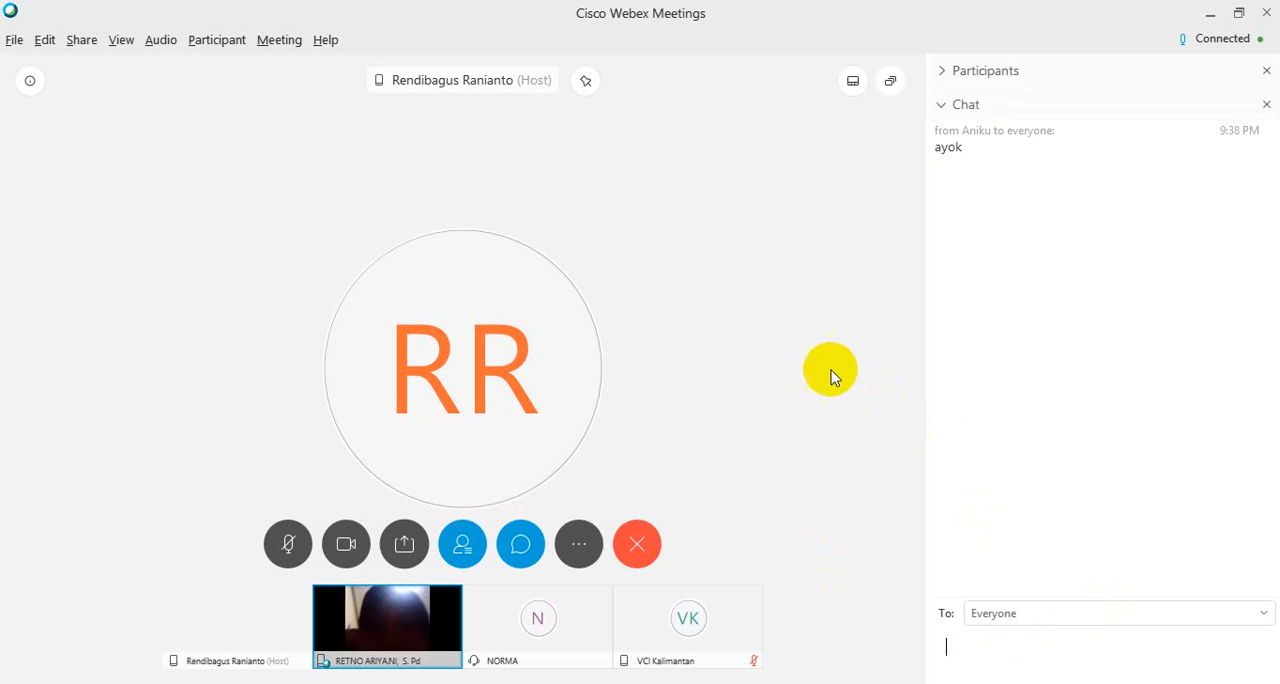 Cisco Webex Meetings
File Edit Share View Audio Participant Meeting Help
Connected
Rendibagus Ranianto (Host)
Participants
Chat
from Aniku to everyone: 9:38 PM
ayok
RR
N
VK
Rendibagus Ranianto (Host)
RETNO ARIYANI, S. Pd
NORMA
VCI Kalimantan
To: Everyone